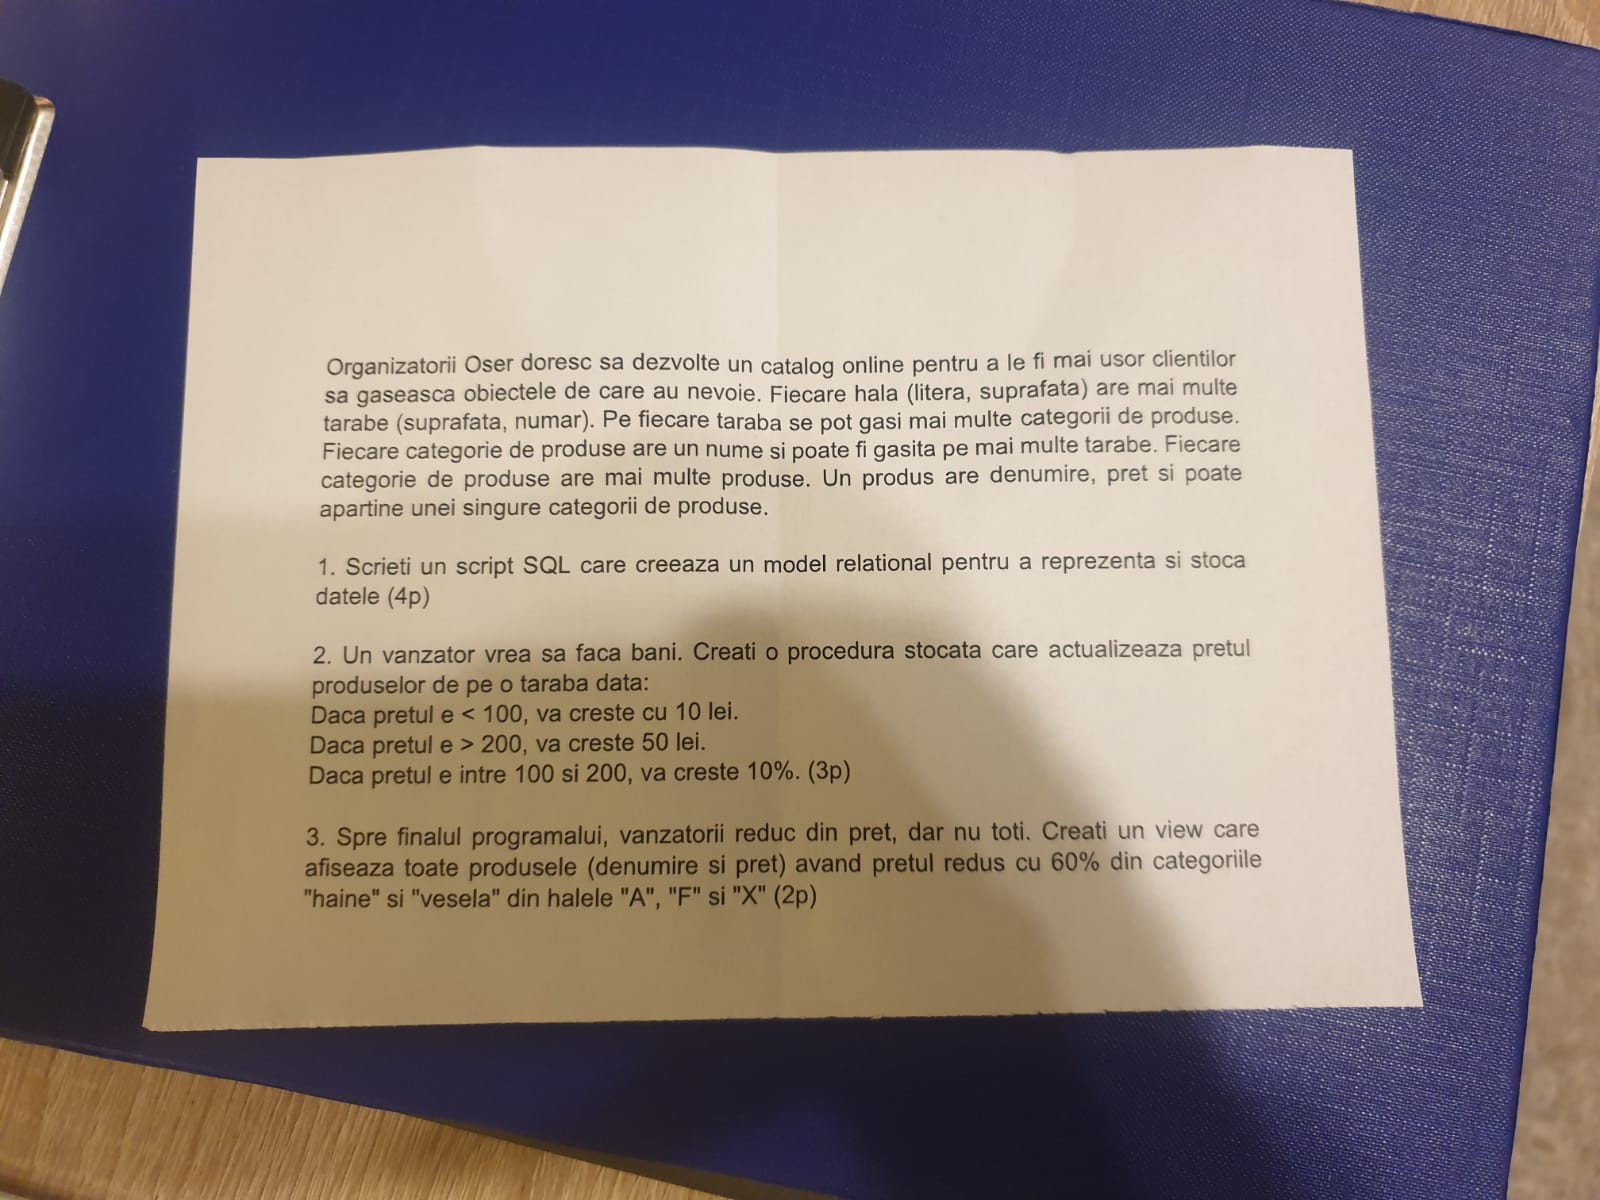 Organizatorii Oser doresc sa dezvolte un catalog online pentru a le fi mai usor clientilor
sa gaseasca obiectele de care au nevoie. Fiecare hala (litera, suprafata) are mai multe
tarabe (suprafata, numar). Pe fiecare taraba se pot gasi mai multe categorii de produse.
Fiecare categorie de produse are un nume si poate fi gasita pe mai multe tarabe. Fiecare
categorie de produse are mai multe produse. Un produs are denumire, pret si poate
apartine unei singure categorii de produse.
1. Scrieti un script SQL care creeaza un model relational pentru a reprezenta si stoca
datele (4p)
2. Un vanzator vrea sa faca bani. Creati o procedura stocata care actualizeaza pretul
produselor de pe o taraba data:
Daca pretul e < 100, va creste cu 10 lei.
Daca pretul e > 200, va creste 50 lei.
Daca pretul e intre 100 si 200, va creste 10%. (3p)
3. Spre finalul programalui, vanzatorii reduc din pret, dar nu toti. Creati un view care
afiseaza toate produsele (denumire si pret) avand pretul redus cu 60% din categoriile
"haine" si "vesela" din halele "A", "F" si "X" (2p)